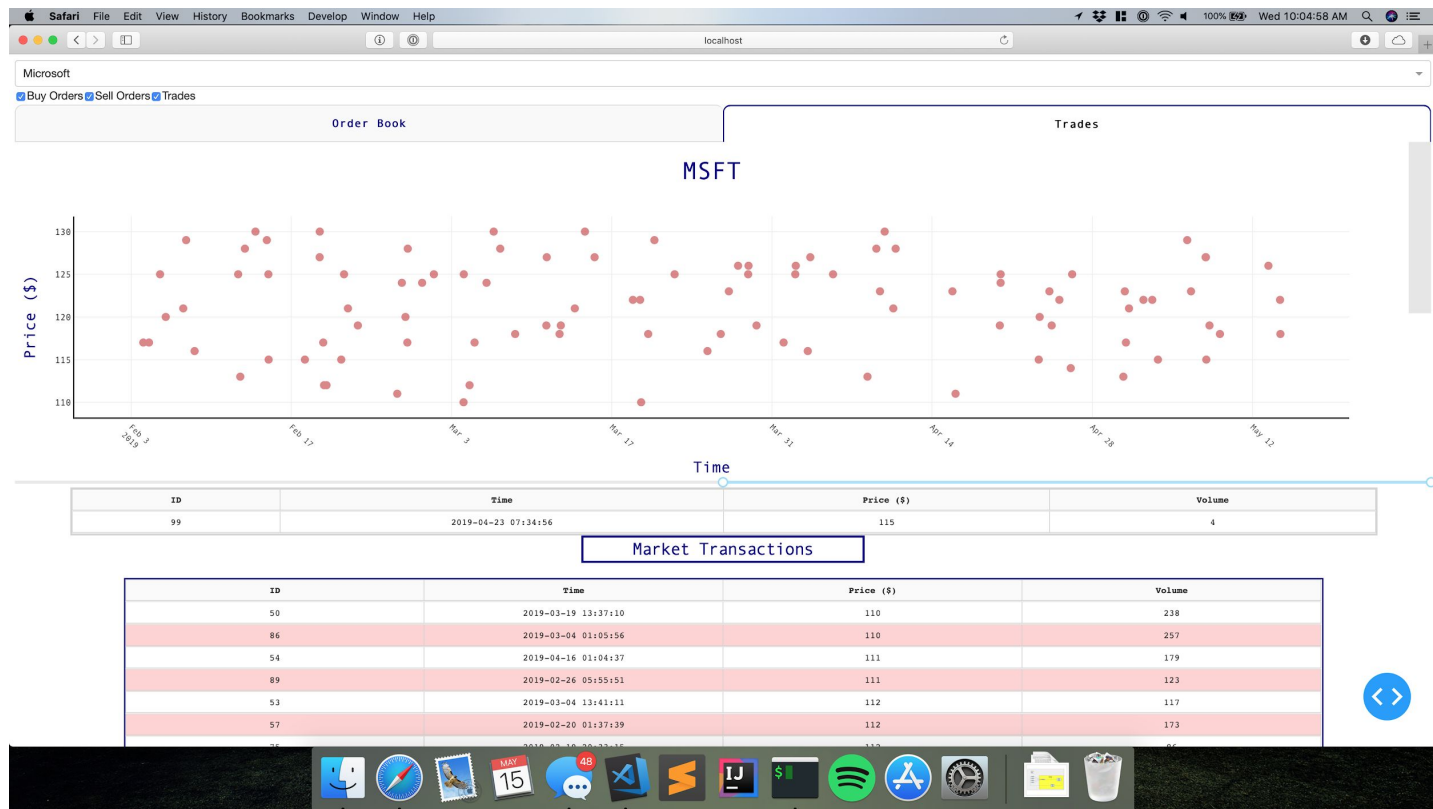 Safari File Edit View History Bookmarks Develop Window Help 100% Wed 10:04:58 AM
localhost
Microsoft
Buy Orders Sell Orders Trades
Order Book Trades
MSFT
130
125
120
115
110
Price ($)
Feb 3 2019 Feb 17 Mar 3 Mar 17 Mar 31 Apr 14 Apr 28 May 12
Time
ID Time Price ($) Volume
99 2019-04-23 07:34:56 115 4
Market Transactions
ID Time Price ($) Volume
50 2019-03-19 13:37:10 110 238
86 2019-03-04 01:05:56 110 257
54 2019-04-16 01:04:37 111 179
89 2019-02-26 05:55:51 111 123
53 2019-03-04 13:41:11 112 117
57 2019-02-20 01:37:39 112 173
MAY 15 48 IJ $